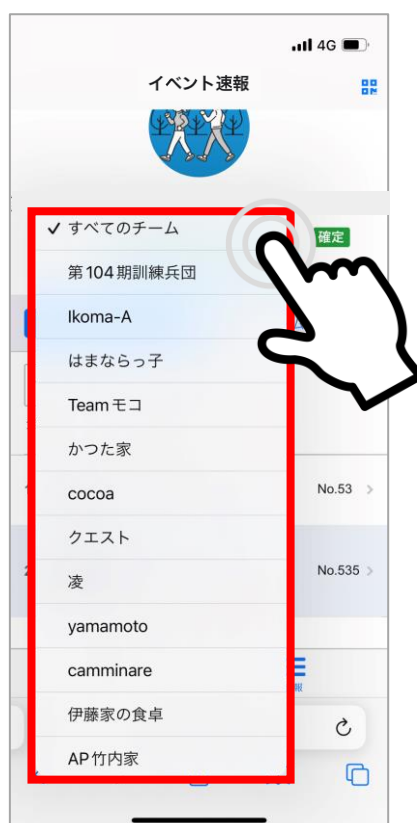 4G
イベント速報
✓ すべてのチーム
確定
第104期訓練兵団
Ikoma-A
はまならっ子
Teamモコ
かつた家
cocoa
No.53
クエスト
凌
No.535
yamamoto
camminare
伊藤家の食卓
AP竹内家